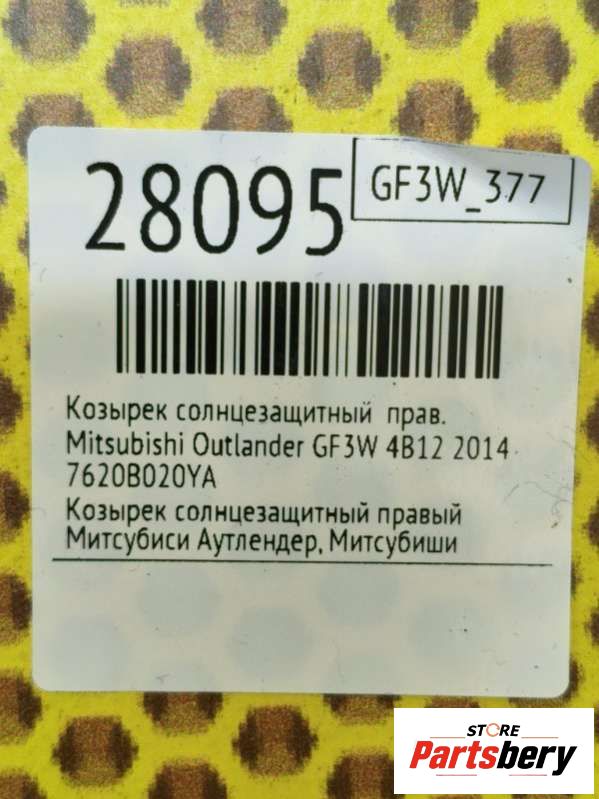 28095
GF3W_377
Козырек солнцезащитный прав.
Mitsubishi Outlander GF3W 4B12 2014
7620B020YA
Козырек солнцезащитный правый
Митсубиси Аутлендер, Митсубиши
STORE
Partsbery